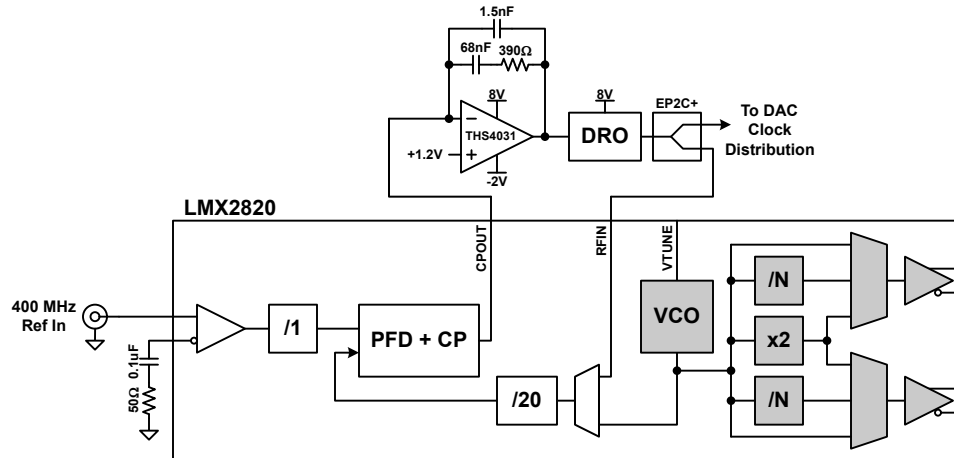 1.5nF
68nF
390Ω
8V
−
THS4031
+1.2V
+
-2V
8V
DRO
EP2C+
To DAC
Clock
Distribution
LMX2820
CPOUT
RFIN
VTUNE
400 MHz
Ref In
50Ω 0.1uF
/1
PFD + CP
/20
VCO
/N
x2
/N